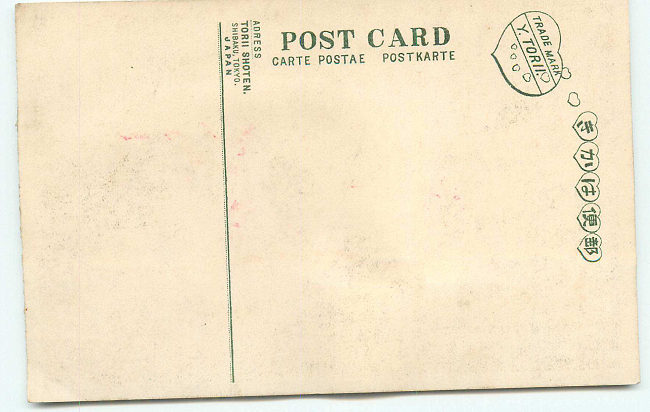 POST CARD
CARTE POSTAE POSTKARTE
ADRESS
TORII SHOTEN.
SHIBAKU, TOKYO.
JAPAN
TRADE MARK
Y. TORII.
郵便はかき